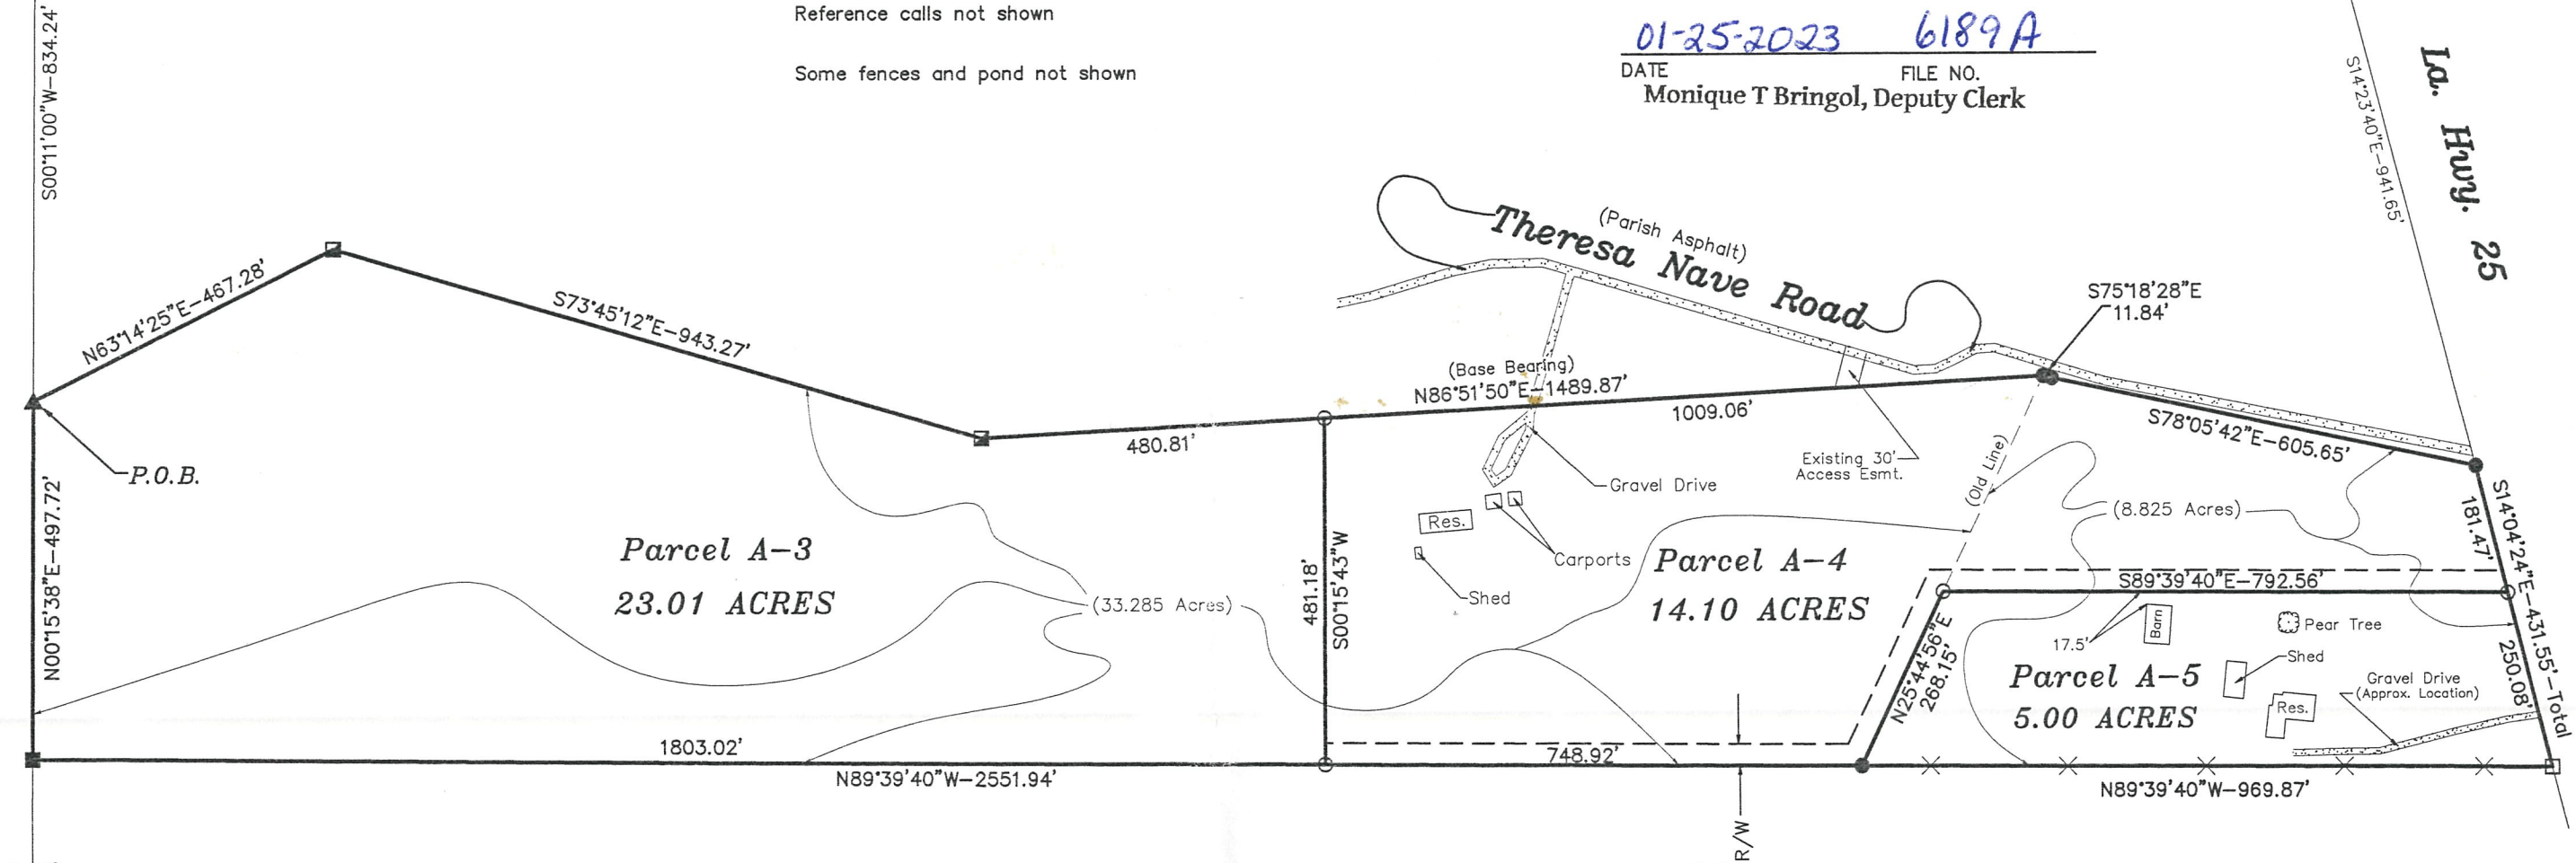 S00°11'00"W-834.24'
Reference calls not shown
Some fences and pond not shown
01-25-2023 6189A
DATE FILE NO.
Monique T Bringol, Deputy Clerk
La. Hwy. 25
S14°23'40"E-941.65'
(Parish Asphalt)
Theresa Nave Road
S75°18'28"E
11.84'
N63°14'25"E-467.28'
S73°45'12"E-943.27'
(Base Bearing)
N86°51'50"E-1489.87'
480.81'
1009.06'
S78°05'42"E-605.65'
P.O.B.
Existing 30'
Access Esmt.
(Old Line)
Gravel Drive
(8.825 Acres)
S14°04'24"E-431.55'-Total
181.47'
N00°15'38"E-497.72'
Res.
Carports
Shed
Parcel A-3
23.01 ACRES
(33.285 Acres)
481.18'
S00°15'43"W
Parcel A-4
14.10 ACRES
S89°39'40"E-792.56'
17.5'
Barn
Pear Tree
Shed
N25°44'56"E
268.15'
Parcel A-5
5.00 ACRES
Gravel Drive
(Approx. Location)
Res.
250.08'
1803.02'
748.92'
N89°39'40"W-2551.94'
N89°39'40"W-969.87'
R/W